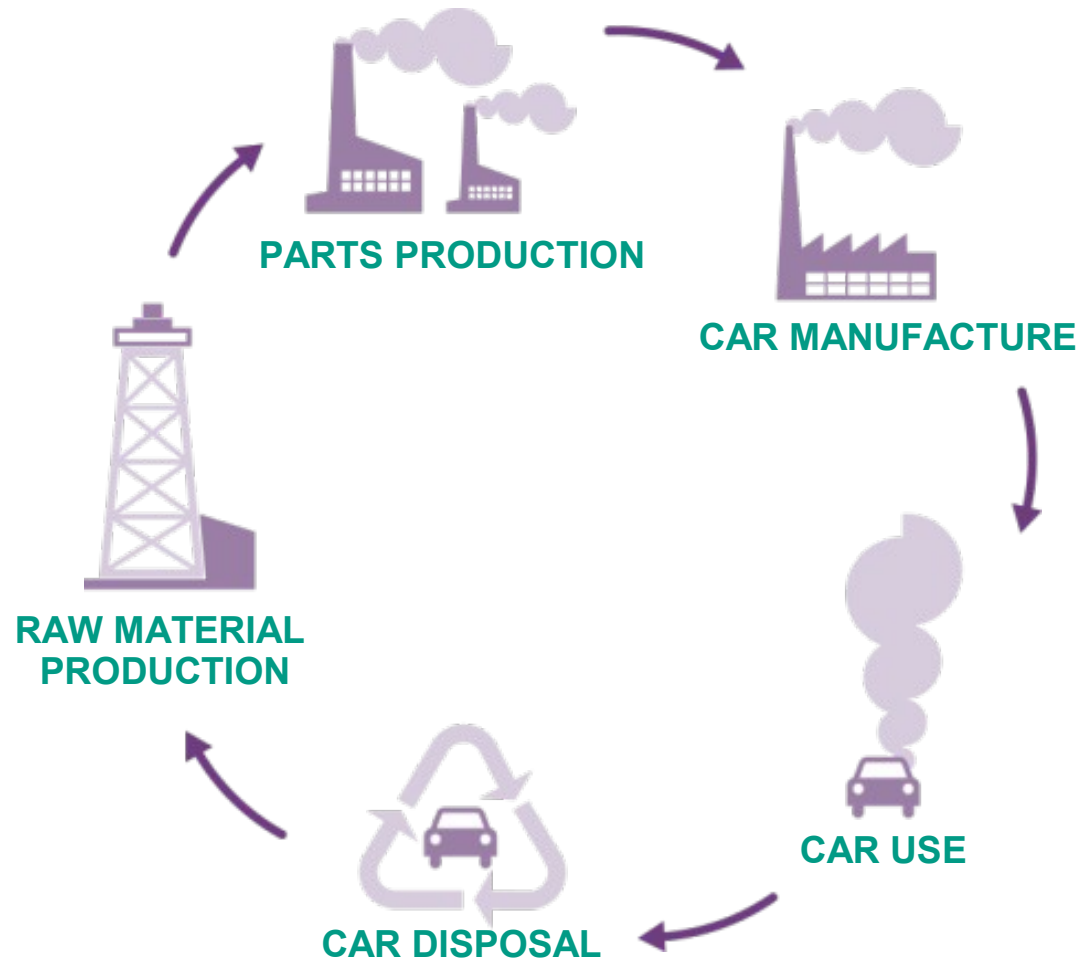 PARTS PRODUCTION
CAR MANUFACTURE
RAW MATERIAL
PRODUCTION
CAR USE
CAR DISPOSAL